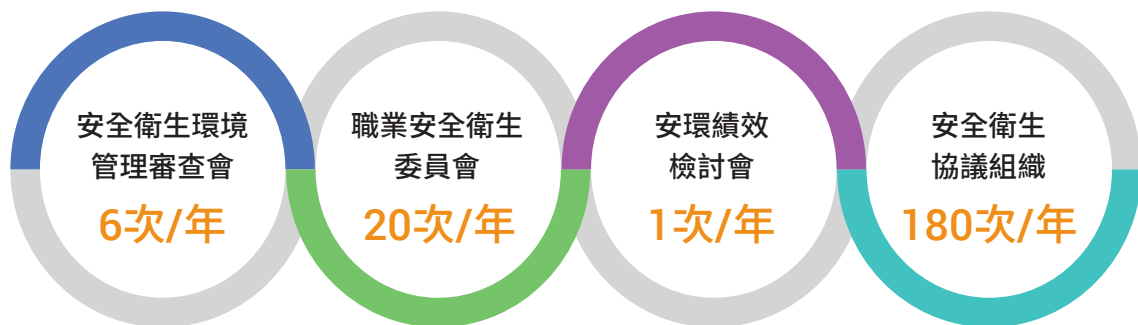 安全衛生環境
管理審查會
6次/年
職業安全衛生
委員會
20次/年
安環績效
檢討會
1次/年
安全衛生
協議組織
180次/年